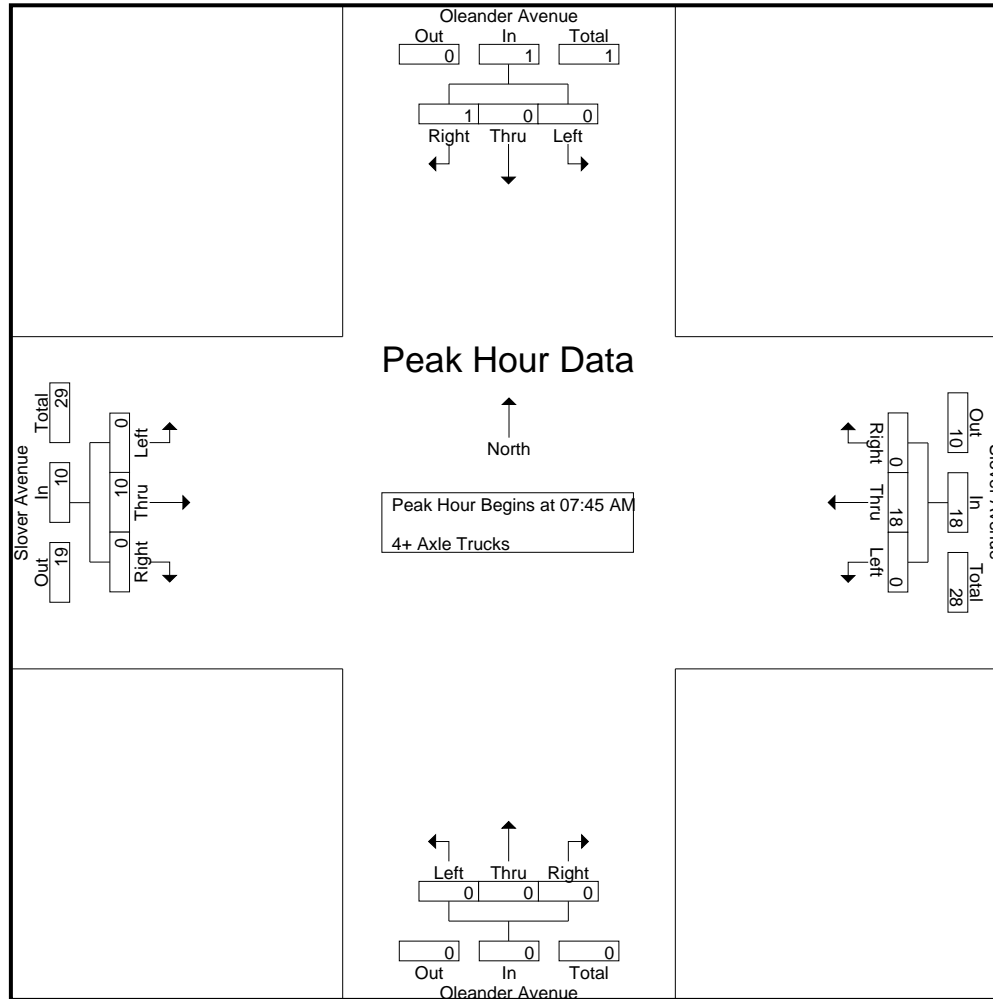 Oleander Avenue
Out In Total
0 1 1
1 0 0
Right Thru Left
Peak Hour Data
North
Peak Hour Begins at 07:45 AM
4+ Axle Trucks
Slover Avenue
Total In Out
29 10 19
0 10 0
Left Thru Right
Out In Total
10 18 28
0 18 0
Right Thru Left
Left Thru Right
0 0 0
0 0 0
Out In Total
Oleander Avenue